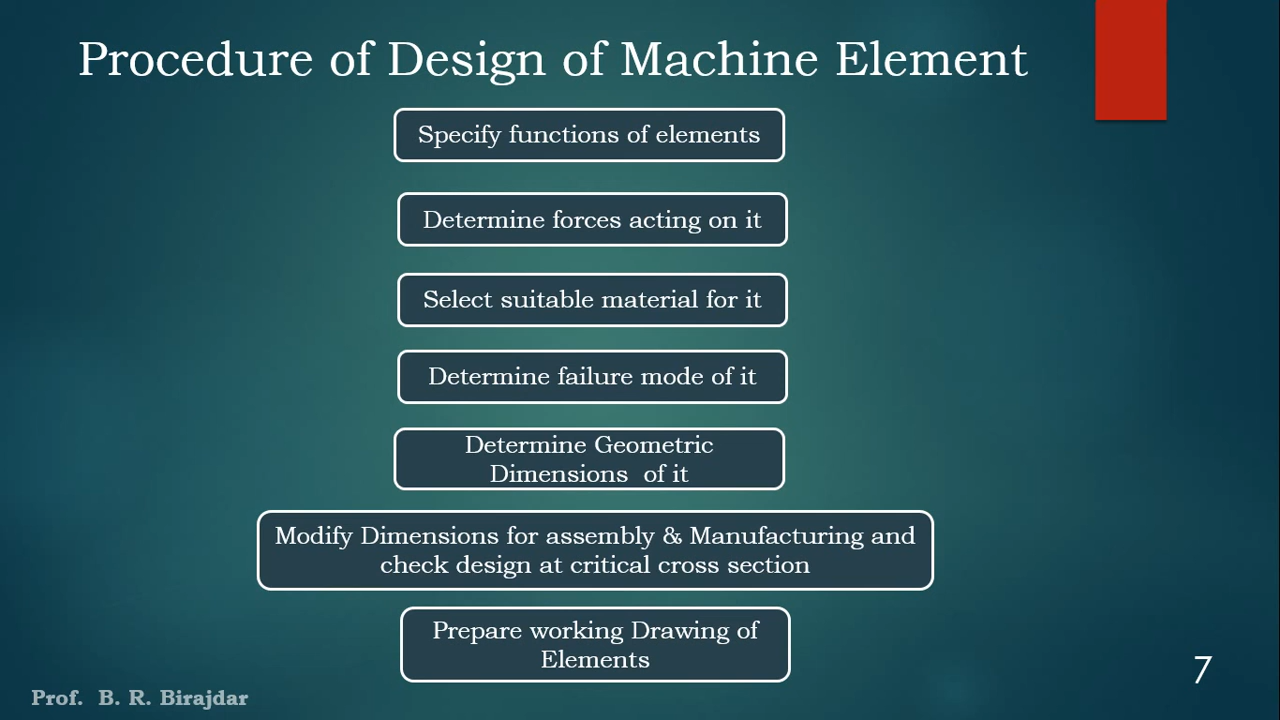 Procedure of Design of Machine Element
Specify functions of elements
Determine forces acting on it
Select suitable material for it
Determine failure mode of it
Determine Geometric
Dimensions  of it
Modify Dimensions for assembly & Manufacturing and
check design at critical cross section
Prepare working Drawing of
Elements
Prof.  B. R. Birajdar
7